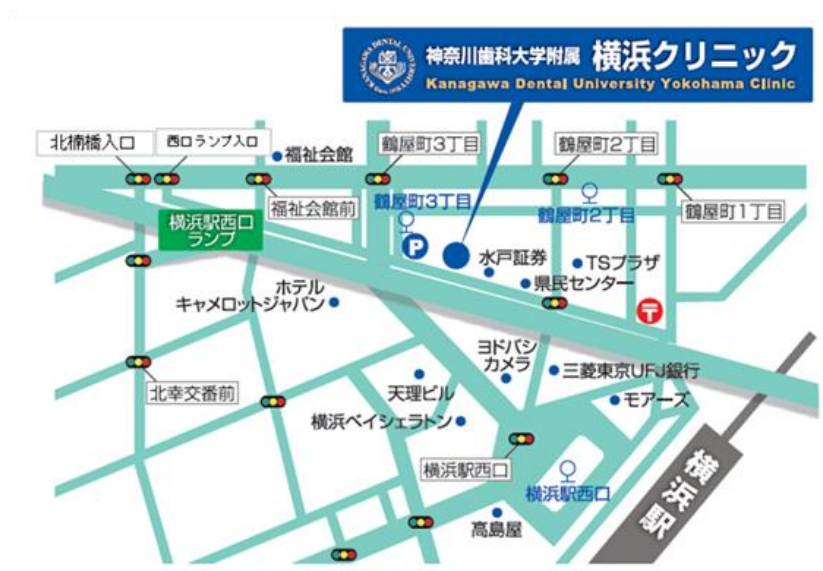 神奈川歯科大学附属 横浜クリニック
Kanagawa Dental University Yokohama Clinic
北楠橋入口
西口ランプ入口
福祉会館
鶴屋町3丁目
鶴屋町2丁目
福祉会館前
鶴屋町3丁目
鶴屋町2丁目
鶴屋町1丁目
横浜駅西口
ランプ
P
水戸証券
TSプラザ
県民センター
ホテル
キャメロットジャパン
〒
ヨドバシ
カメラ
三菱東京UFJ銀行
天理ビル
北幸交番前
モアーズ
横浜ベイシェラトン
横浜駅西口
横浜駅西口
横浜駅
高島屋